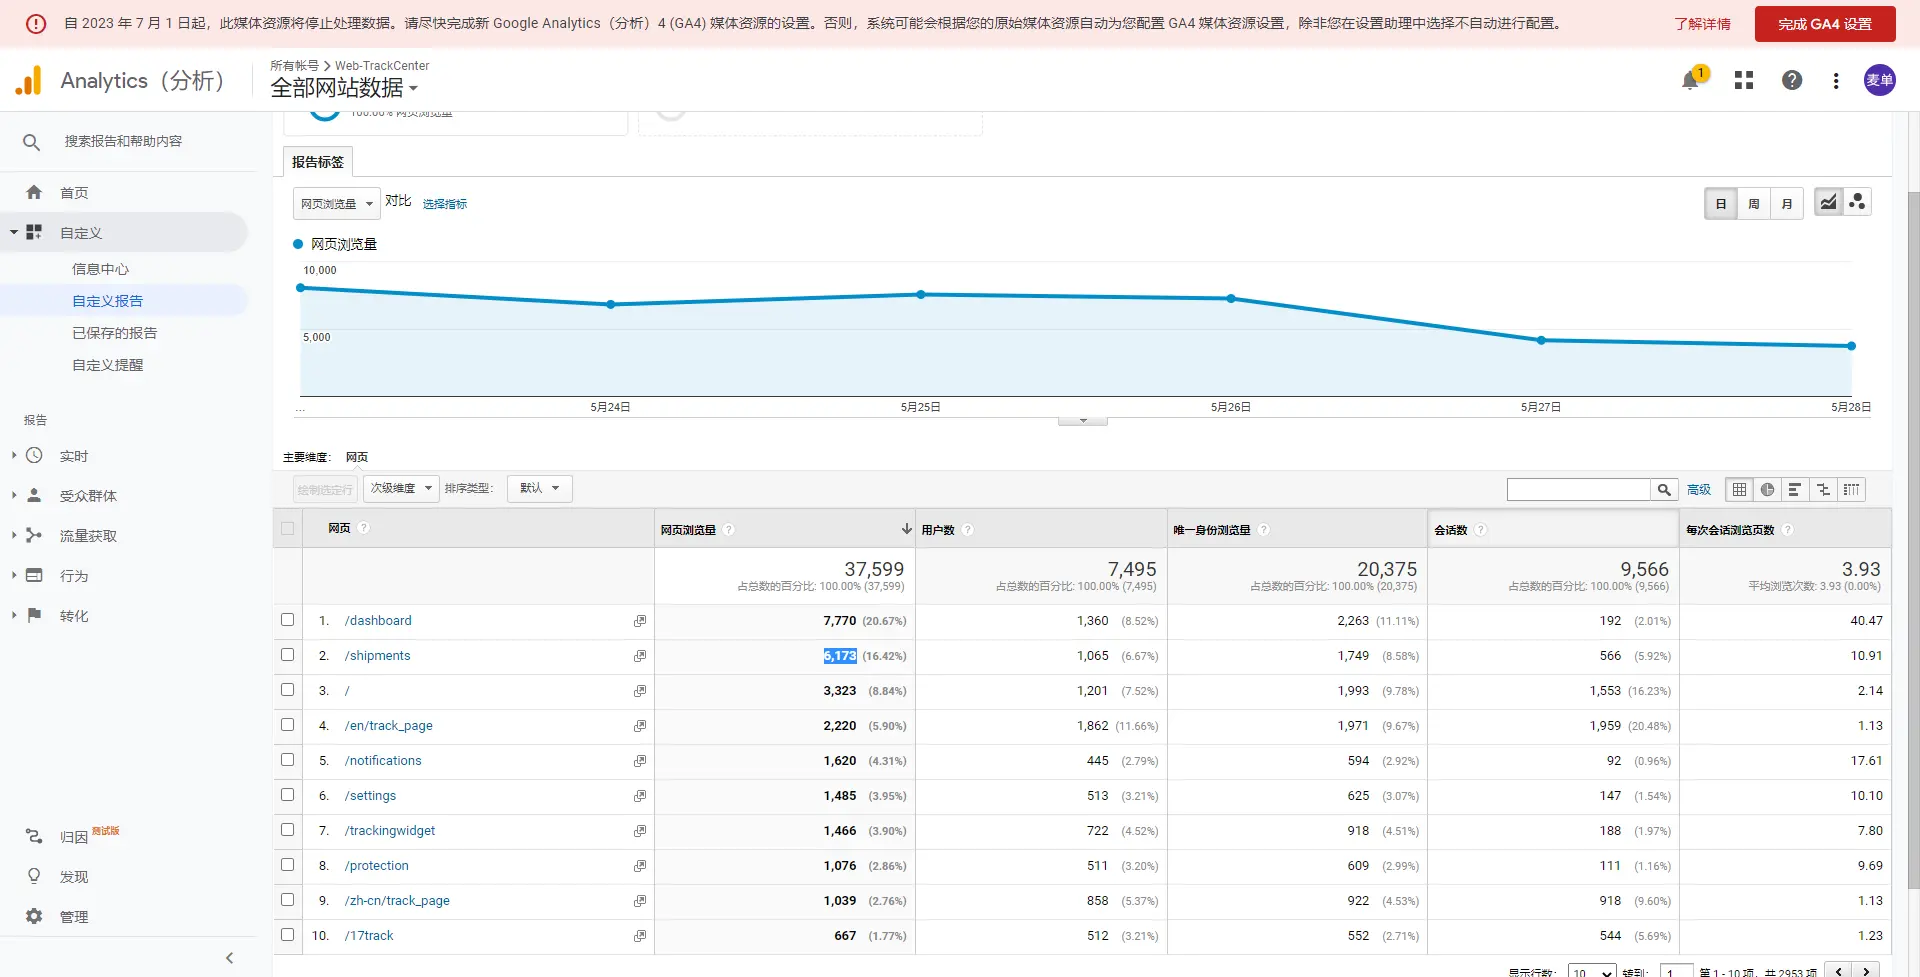 自 2023 年 7 月 1 日起，此媒体资源将停止处理数据。请尽快完成新 Google Analytics（分析）4 (GA4) 媒体资源的设置。否则，系统可能会根据您的原始媒体资源自动为您配置 GA4 媒体资源设置，除非您在设置助理中选择不自动进行配置。 了解详情 完成 GA4 设置
Analytics（分析）
所有帐号 > Web-TrackCenter
全部网站数据
1
麦单
搜索报告和帮助内容
首页
自定义
信息中心
自定义报告
已保存的报告
自定义提醒
报告
实时
受众群体
流量获取
行为
转化
归因 测试版
发现
管理
100.00% 网页浏览量
报告标签
网页浏览量 对比 选择指标 日 周 月
网页浏览量
10,000
5,000
... 5月24日 5月25日 5月26日 5月27日 5月28日
主要维度： 网页
绘制选定行 次级维度 排序类型： 默认 高级
网页 ? 网页浏览量 ? 用户数 ? 唯一身份浏览量 ? 会话数 ? 每次会话浏览页数 ?
37,599 7,495 20,375 9,566 3.93
占总数的百分比: 100.00% (37,599) 占总数的百分比: 100.00% (7,495) 占总数的百分比: 100.00% (20,375) 占总数的百分比: 100.00% (9,566) 平均浏览次数: 3.93 (0.00%)
1. /dashboard 7,770 (20.67%) 1,360 (8.52%) 2,263 (11.11%) 192 (2.01%) 40.47
2. /shipments 6,173 (16.42%) 1,065 (6.67%) 1,749 (8.58%) 566 (5.92%) 10.91
3. / 3,323 (8.84%) 1,201 (7.52%) 1,993 (9.78%) 1,553 (16.23%) 2.14
4. /en/track_page 2,220 (5.90%) 1,862 (11.66%) 1,971 (9.67%) 1,959 (20.48%) 1.13
5. /notifications 1,620 (4.31%) 445 (2.79%) 594 (2.92%) 92 (0.96%) 17.61
6. /settings 1,485 (3.95%) 513 (3.21%) 625 (3.07%) 147 (1.54%) 10.10
7. /trackingwidget 1,466 (3.90%) 722 (4.52%) 918 (4.51%) 188 (1.97%) 7.80
8. /protection 1,076 (2.86%) 511 (3.20%) 609 (2.99%) 111 (1.16%) 9.69
9. /zh-cn/track_page 1,039 (2.76%) 858 (5.37%) 922 (4.53%) 918 (9.60%) 1.13
10. /17track 667 (1.77%) 512 (3.21%) 552 (2.71%) 544 (5.69%) 1.23
显示行数: 10 转到: 1 第 1 - 10 项，共 2953 项